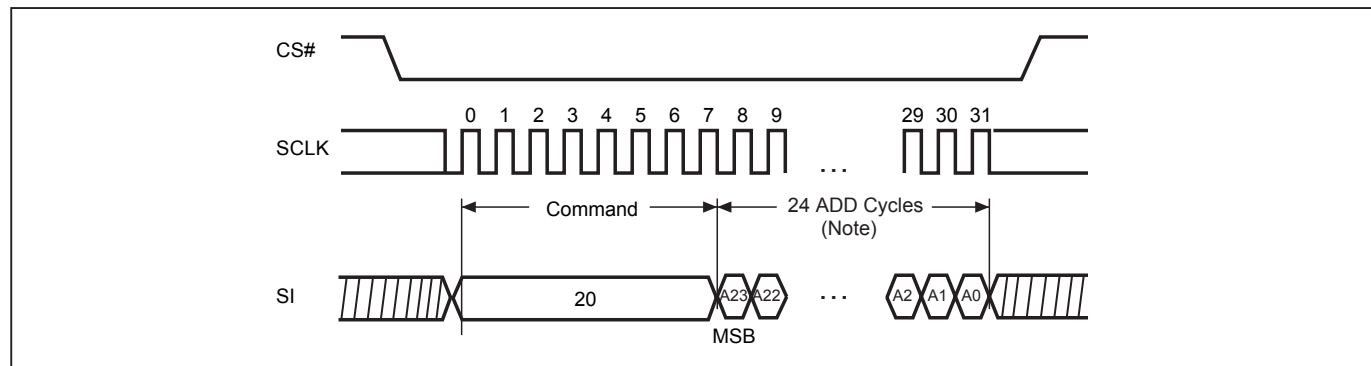 CS#
0 1 2 3 4 5 6 7 8 9 29 30 31
SCLK
. . .
Command 24 ADD Cycles
(Note)
SI 20 A23 A22 . . . A2 A1 A0
MSB